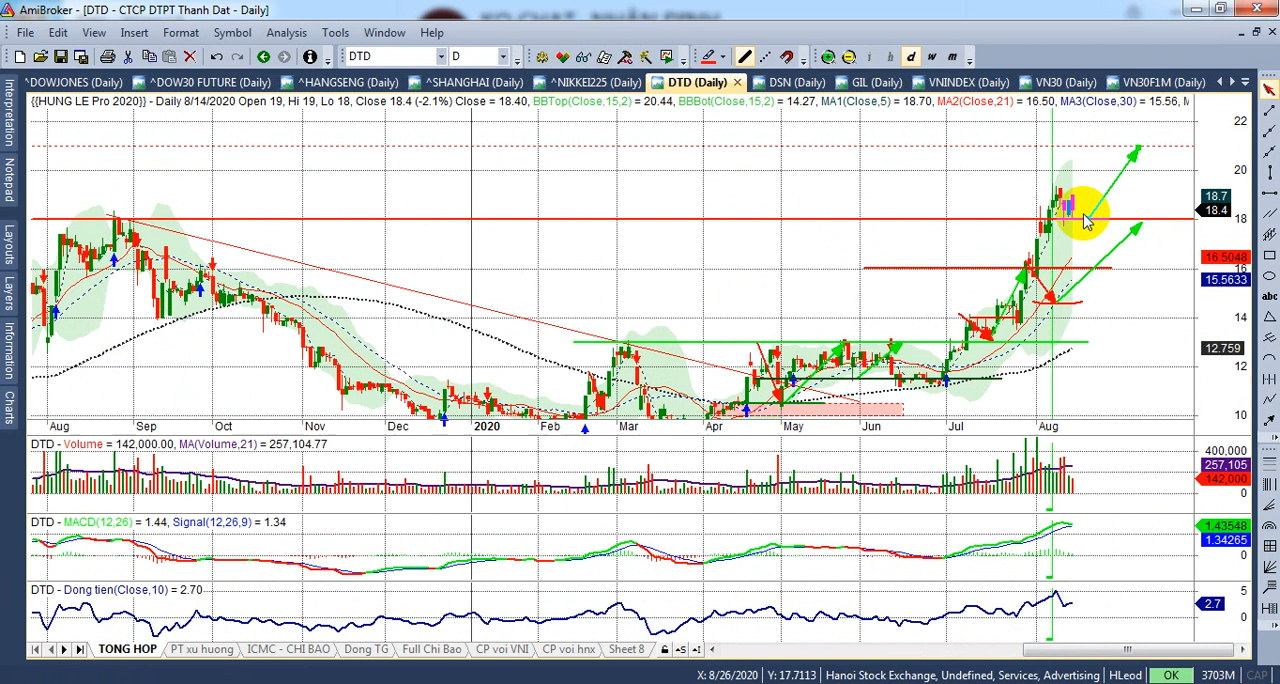 AmiBroker - [DTD - CTCP DTPT Thanh Dat - Daily]
File Edit View Insert Format Symbol Analysis Tools Window Help
DTD D d w m
^DOWJONES (Daily) ^DOW30 FUTURE (Daily) ^HANGSENG (Daily) ^SHANGHAI (Daily) ^NIKKEI225 (Daily) DTD (Daily) DSN (Daily) GIL (Daily) VNINDEX (Daily) VN30 (Daily) VN30F1M (Daily)
{{HUNG LE Pro 2020}} - Daily 8/14/2020 Open 19, Hi 19, Lo 18, Close 18.4 (-2.1%) Close = 18.40, BBTop(Close,15,2) = 20.44, BBBot(Close,15,2) = 14.27, MA1(Close,5) = 18.70, MA2(Close,21) = 16.50, MA3(Close,30) = 15.56, M
Interpretation
Notepad
Layouts
Layers
Information
Charts
abc
22
20
18.7
18.4
18
16.5048
16
15.5633
14
12.759
12
10
Aug Sep Oct Nov Dec 2020 Feb Mar Apr May Jun Jul Aug
DTD - Volume = 142,000.00, MA(Volume,21) = 257,104.77
400,000
257,105
142,000
0
DTD - MACD(12,26) = 1.44, Signal(12,26,9) = 1.34
1.43548
1.34265
0
DTD - Dong tien(Close,10) = 2.70
5
2.7
0
TONG HOP PT xu huong ICMC - CHI BAO Dong TG Full Chi Bao CP voi VNI CP voi hnx Sheet 8
X: 8/26/2020 Y: 17.7113 Hanoi Stock Exchange, Undefined, Services, Advertising HLeod OK 3703M CAP